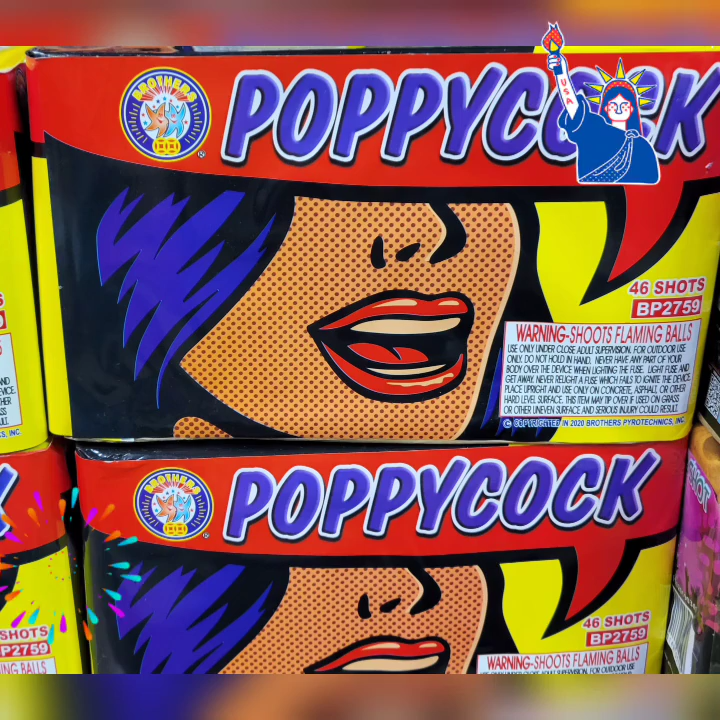 BROTHERS
POPPYCOCK
USA
46 SHOTS
BP2759
WARNING-SHOOTS FLAMING BALLS
USE ONLY UNDER CLOSE ADULT SUPERVISION. FOR OUTDOOR USE
ONLY. DO NOT HOLD IN HAND. NEVER HAVE ANY PART OF YOUR
BODY OVER THE DEVICE WHEN LIGHTING THE FUSE. LIGHT FUSE AND
GET AWAY. NEVER RELIGHT A FUSE WHICH FAILS TO IGNITE THE DEVICE.
PLACE UPRIGHT AND USE ONLY ON CONCRETE, ASPHALT, OR OTHER
HARD LEVEL SURFACE. THIS ITEM MAY TIP OVER IF USED ON GRASS
OR OTHER UNEVEN SURFACE AND SERIOUS INJURY COULD RESULT.
© COPYRIGHTED IN 2020 BROTHERS PYROTECHNICS, INC
CS, INC
BROTHERS
POPPYCOCK
46 SHOTS
BP2759
WARNING-SHOOTS FLAMING BALLS
SHOTS
P2759
NG BALLS